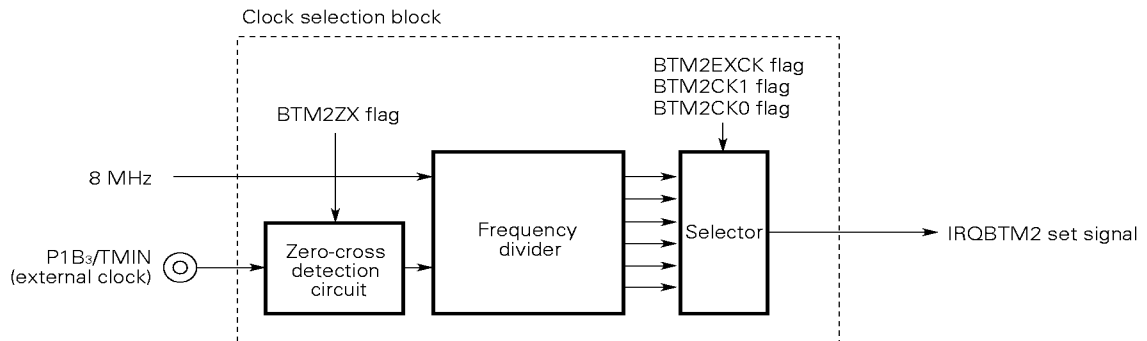 Clock selection block
BTM2EXCK flag
BTM2CK1 flag
BTM2CK0 flag
BTM2ZX flag
8 MHz
Frequency
divider
Selector
IRQBTM2 set signal
P1B₃/TMIN
(external clock)
Zero-cross
detection
circuit